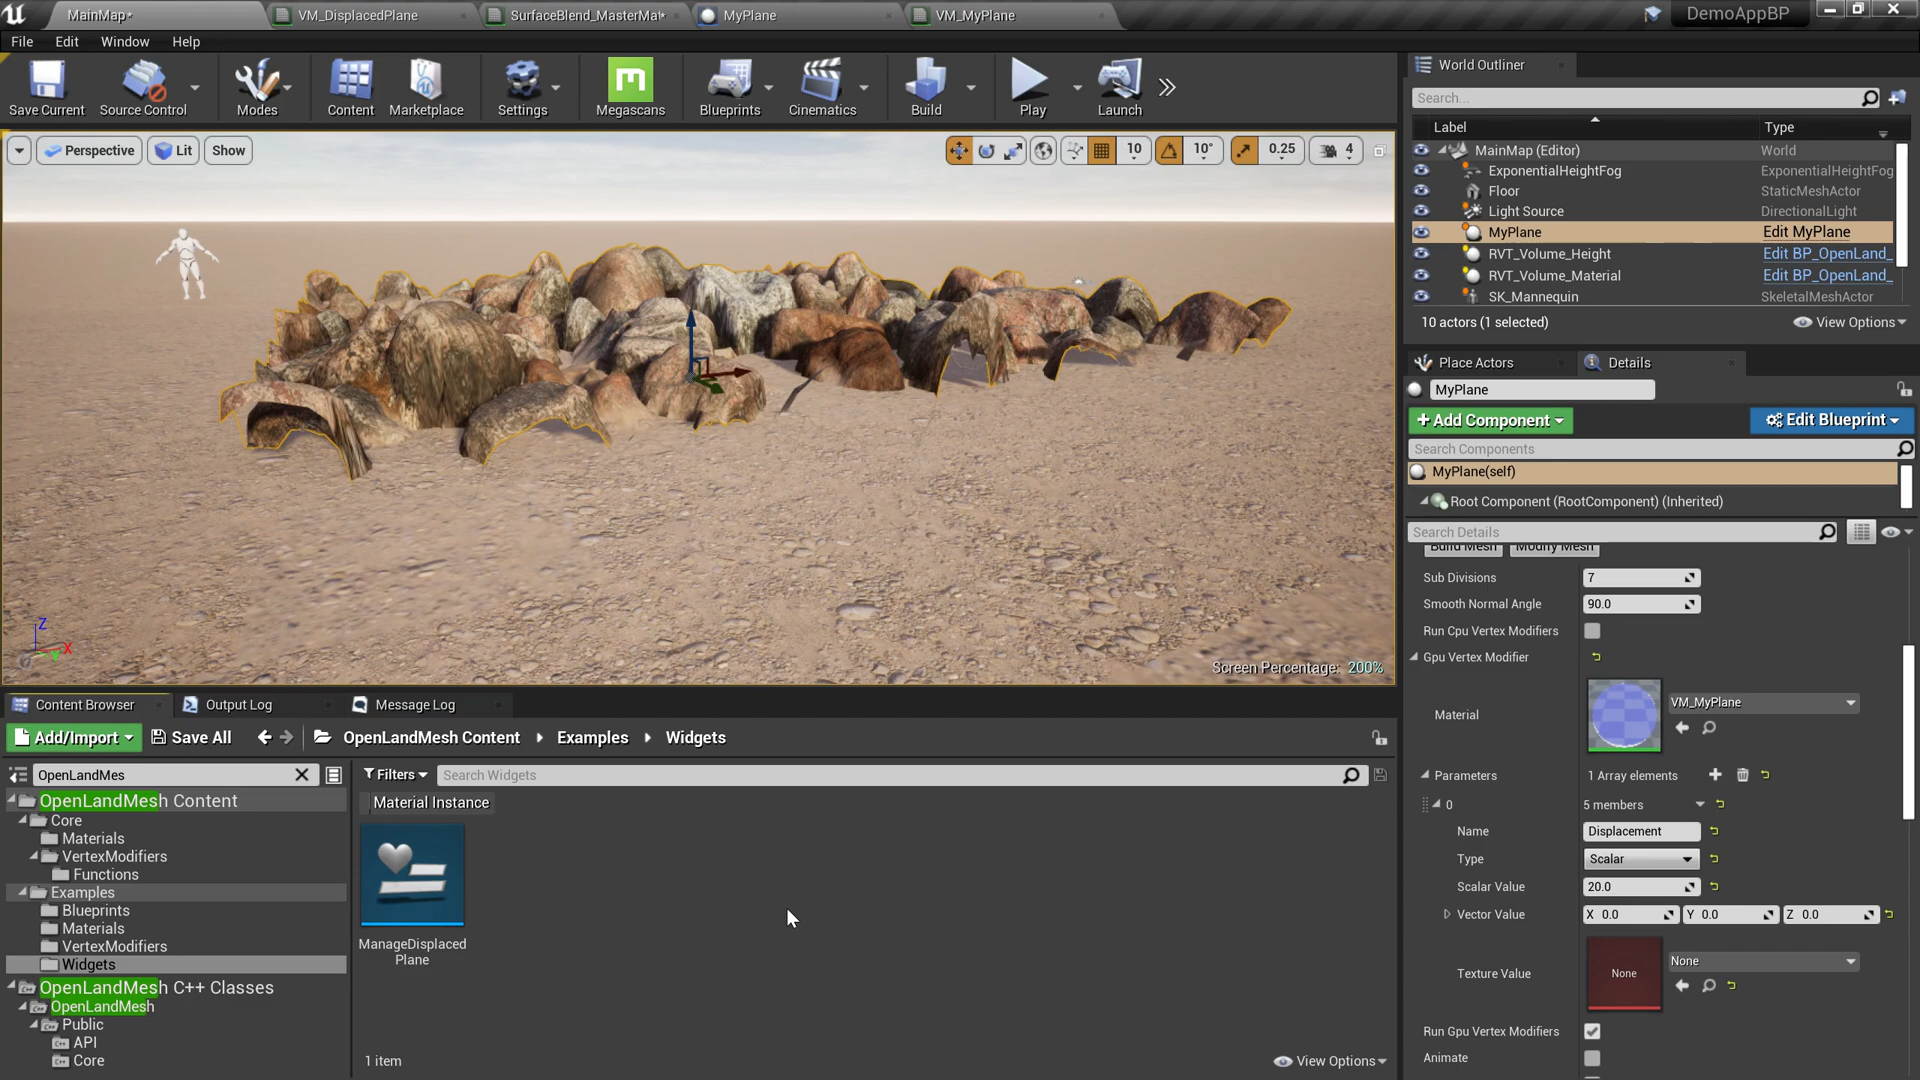 MainMap*
VM_DisplacedPlane
SurfaceBlend_MasterMat*
MyPlane
VM_MyPlane
DemoAppBP
File Edit Window Help
Save Current
Source Control
Modes
Content
Marketplace
Settings
Megascans
Blueprints
Cinematics
Build
Play
Launch
Perspective
Lit
Show
10
10°
0.25
4
Screen Percentage: 200%
Z
X
Y
World Outliner
Search...
Label Type
MainMap (Editor) World
ExponentialHeightFog ExponentialHeightFog
Floor StaticMeshActor
Light Source DirectionalLight
MyPlane Edit MyPlane
RVT_Volume_Height Edit BP_OpenLand_
RVT_Volume_Material Edit BP_OpenLand_
SK_Mannequin SkeletalMeshActor
10 actors (1 selected)
View Options
Place Actors
Details
MyPlane
+ Add Component
Edit Blueprint
Search Components
MyPlane(self)
Root Component (RootComponent) (Inherited)
Search Details
Build Mesh Modify Mesh
Sub Divisions 7
Smooth Normal Angle 90.0
Run Cpu Vertex Modifiers
Gpu Vertex Modifier
Material VM_MyPlane
Parameters 1 Array elements
0 5 members
Name Displacement
Type Scalar
Scalar Value 20.0
Vector Value X 0.0 Y 0.0 Z 0.0
Texture Value None None
Run Gpu Vertex Modifiers
Animate
Content Browser
Output Log
Message Log
Add/Import
Save All
OpenLandMesh Content Examples Widgets
OpenLandMes
Filters
Search Widgets
Material Instance
OpenLandMesh Content
Core
Materials
VertexModifiers
Functions
Examples
Blueprints
Materials
VertexModifiers
Widgets
OpenLandMesh C++ Classes
OpenLandMesh
Public
API
Core
ManageDisplaced
Plane
1 item
View Options